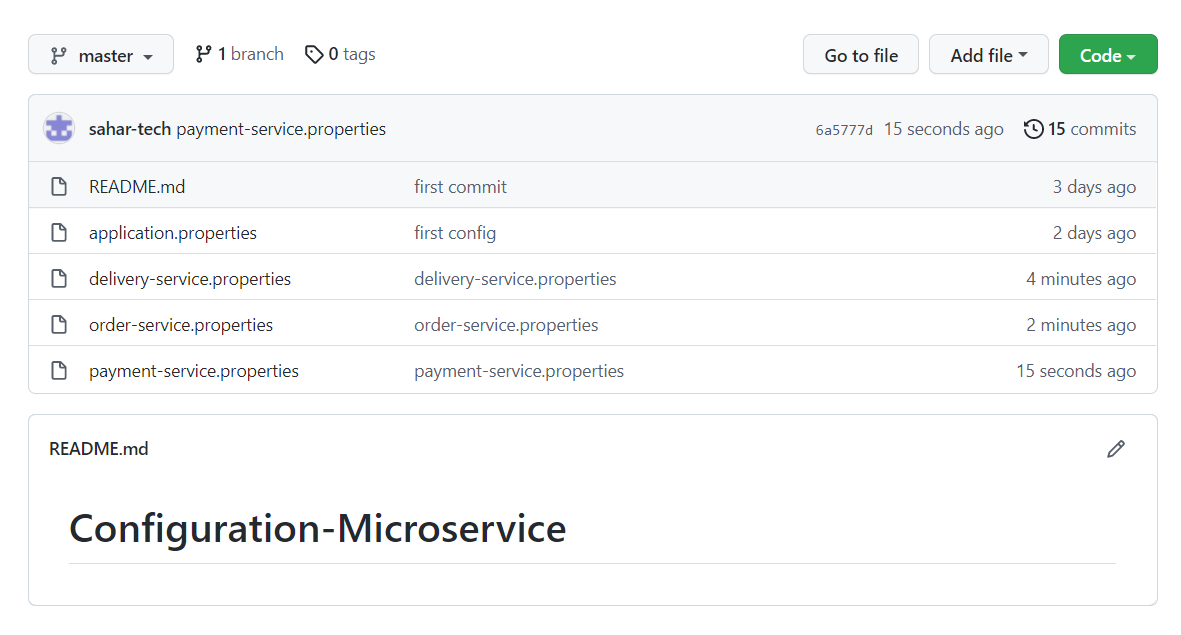 master 1 branch 0 tags Go to file Add file Code
sahar-tech payment-service.properties 6a5777d 15 seconds ago 15 commits
README.md first commit 3 days ago
application.properties first config 2 days ago
delivery-service.properties delivery-service.properties 4 minutes ago
order-service.properties order-service.properties 2 minutes ago
payment-service.properties payment-service.properties 15 seconds ago
README.md
Configuration-Microservice